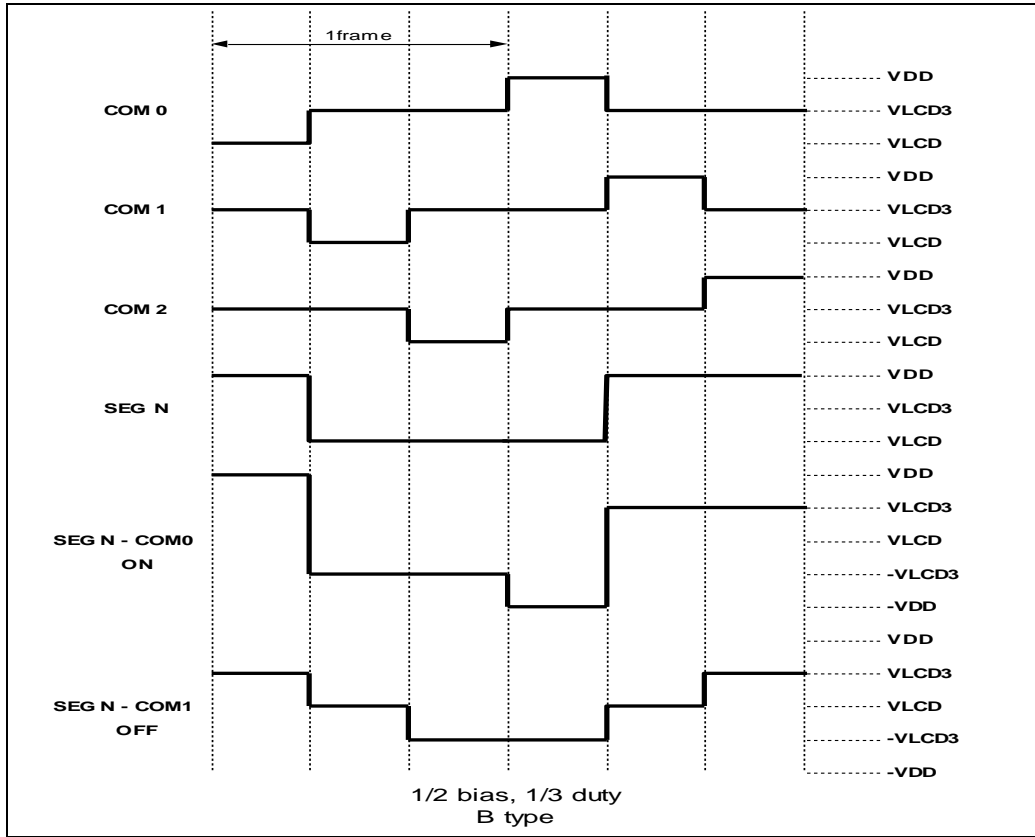 1frame
COM 0
VDD
VLCD3
VLCD
COM 1
VDD
VLCD3
VLCD
COM 2
VDD
VLCD3
VLCD
SEG N
VDD
VLCD3
VLCD
SEG N - COM0
ON
VDD
VLCD3
VLCD
-VLCD3
-VDD
SEG N - COM1
OFF
VDD
VLCD3
VLCD
-VLCD3
-VDD
1/2 bias, 1/3 duty
B type